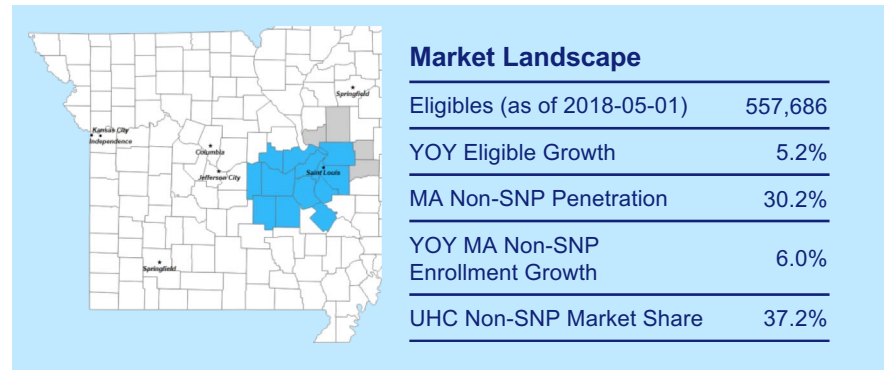 Market Landscape
Eligibles (as of 2018-05-01) 557,686
YOY Eligible Growth 5.2%
MA Non-SNP Penetration 30.2%
YOY MA Non-SNP
Enrollment Growth 6.0%
UHC Non-SNP Market Share 37.2%
Springfield
Kansas City
Independence
Columbia
Jefferson City
Saint Louis
Springfield